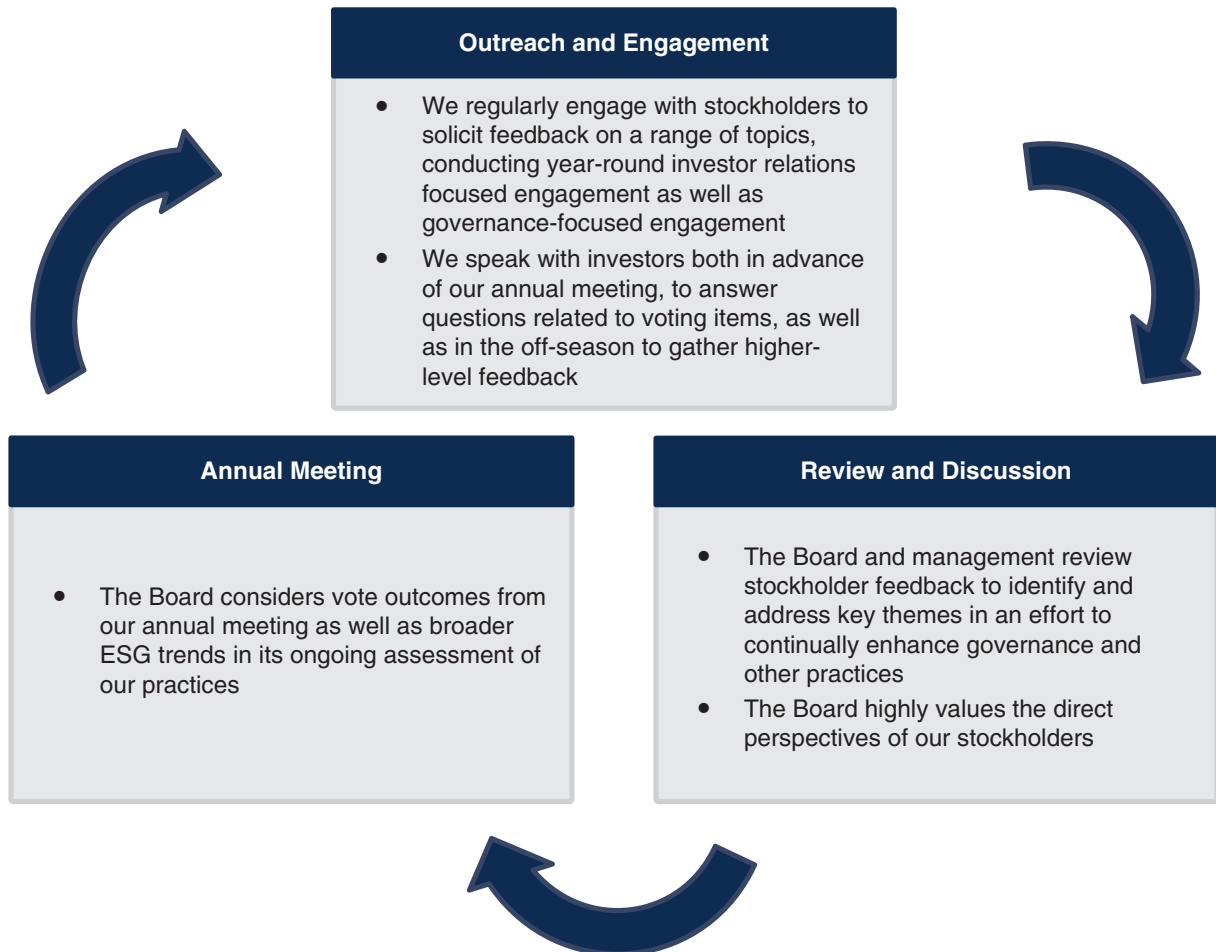 Outreach and Engagement
● We regularly engage with stockholders to
solicit feedback on a range of topics,
conducting year-round investor relations
focused engagement as well as
governance-focused engagement
● We speak with investors both in advance
of our annual meeting, to answer
questions related to voting items, as well
as in the off-season to gather higher-
level feedback
Annual Meeting
● The Board considers vote outcomes from
our annual meeting as well as broader
ESG trends in its ongoing assessment of
our practices
Review and Discussion
● The Board and management review
stockholder feedback to identify and
address key themes in an effort to
continually enhance governance and
other practices
● The Board highly values the direct
perspectives of our stockholders